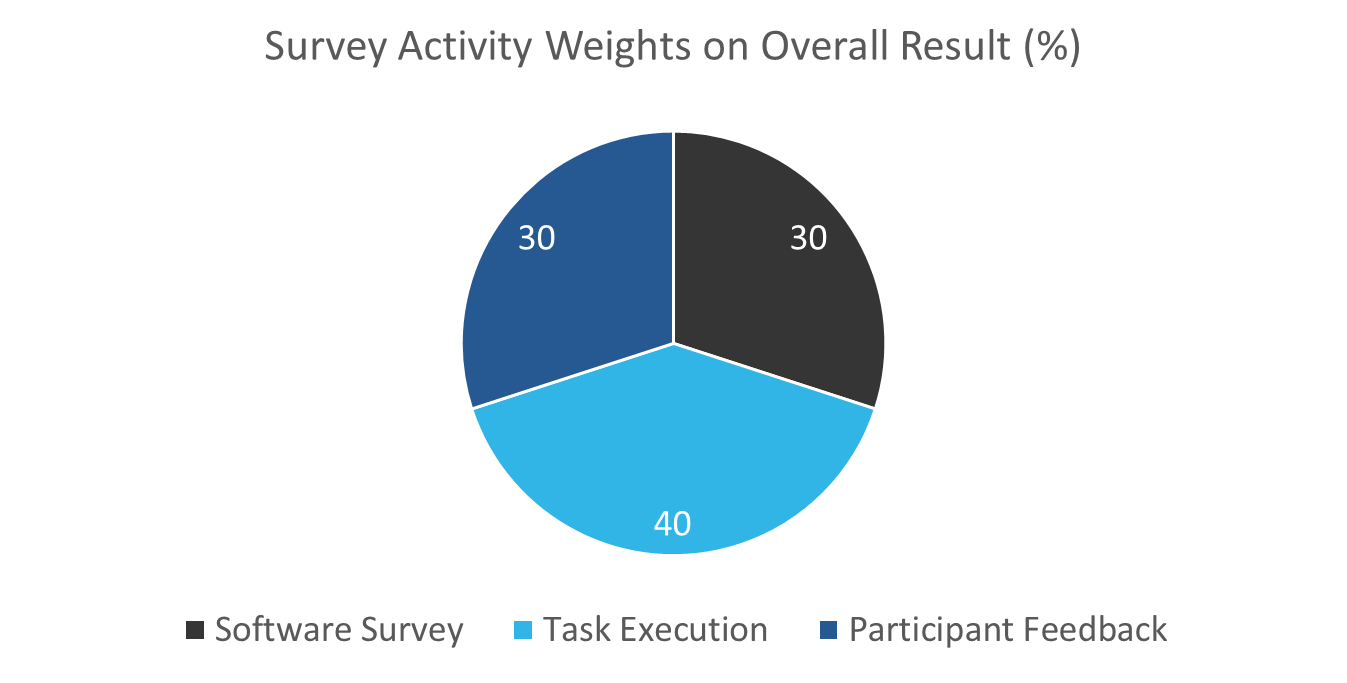 Survey Activity Weights on Overall Result (%)
30
30
40
Software Survey
Task Execution
Participant Feedback